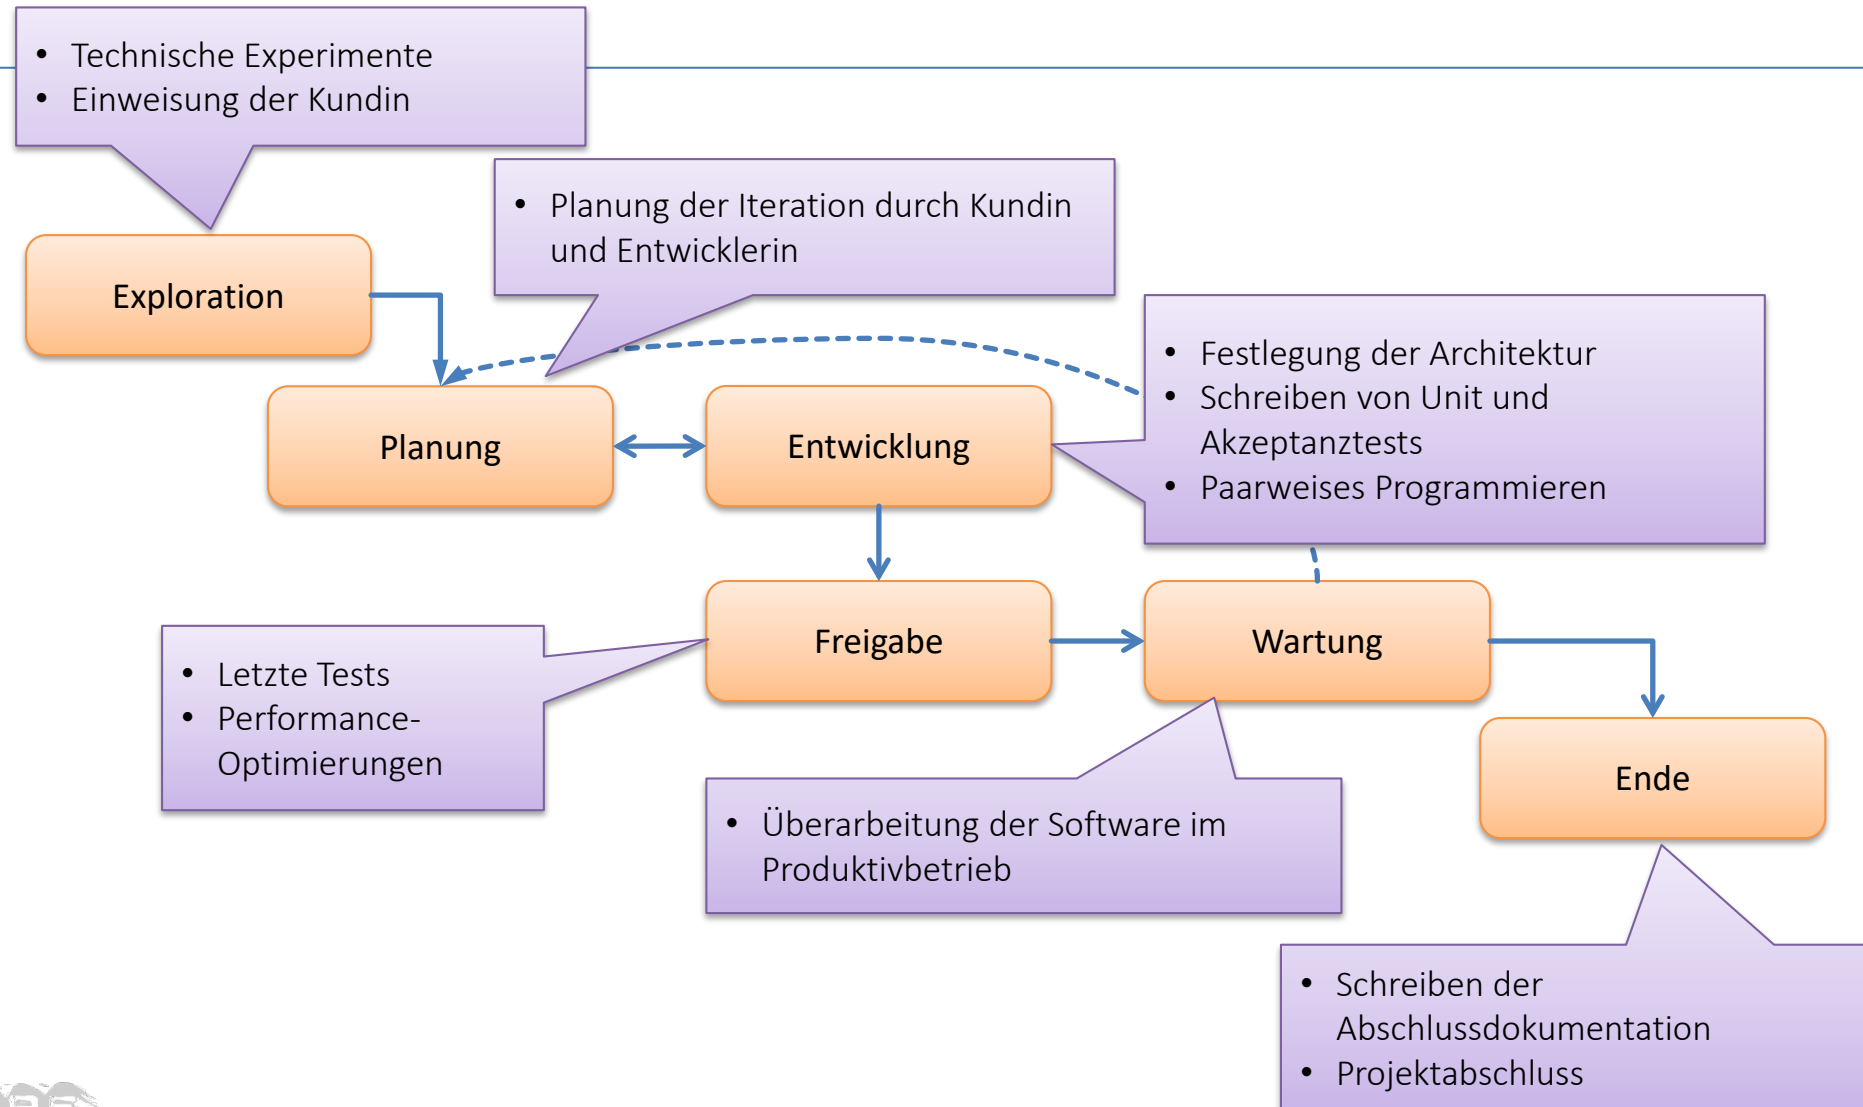 • Technische Experimente
• Einweisung der Kundin
• Planung der Iteration durch Kundin
und Entwicklerin
Exploration
• Festlegung der Architektur
• Schreiben von Unit und
Akzeptanztests
• Paarweises Programmieren
Planung
Entwicklung
Freigabe
Wartung
• Letzte Tests
• Performance-
Optimierungen
Ende
• Überarbeitung der Software im
Produktivbetrieb
• Schreiben der
Abschlussdokumentation
• Projektabschluss